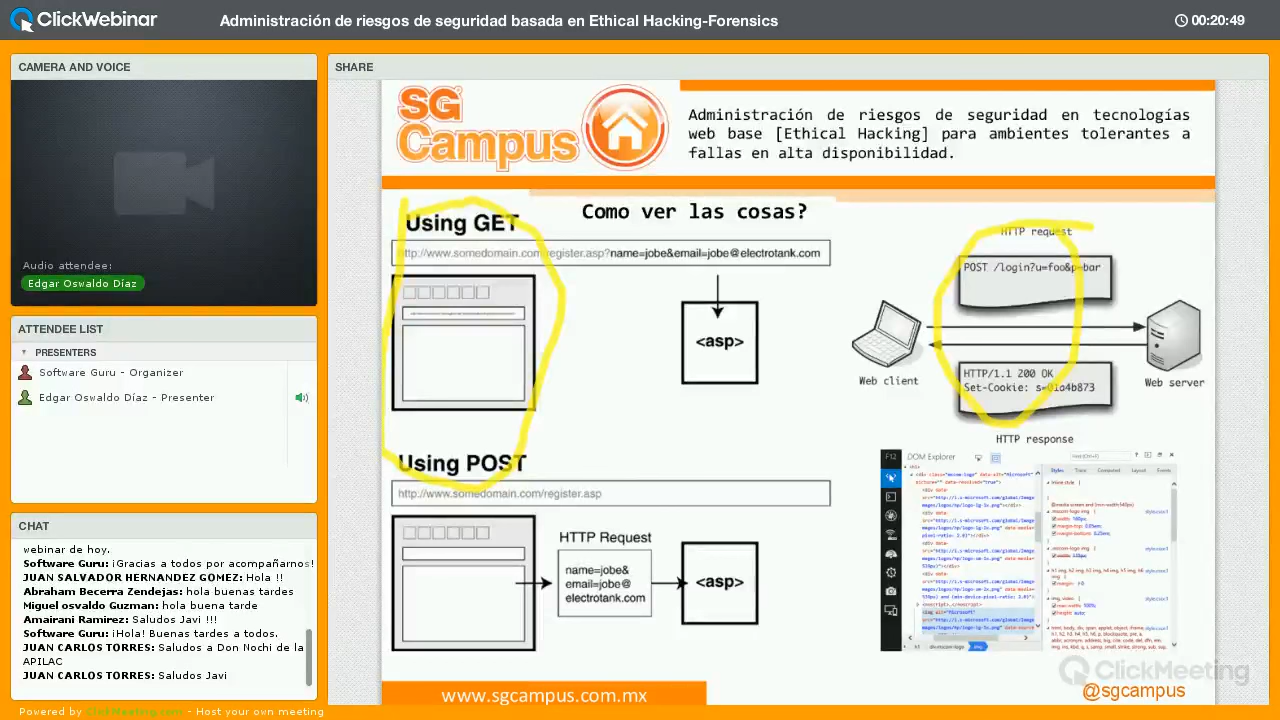 ClickWebinar
Administración de riesgos de seguridad basada en Ethical Hacking-Forensics
00:20:49
CAMERA AND VOICE
Audio attendee:
Edgar Oswaldo Díaz
ATTENDEE LIST
PRESENTERS
Software Guru - Organizer
Edgar Oswaldo Díaz - Presenter
CHAT
webinar de hoy.
Software Guru: ¡Gracias a todos por acompañarnos!
JUAN SALVADOR HERNANDEZ GOMEZ: Hola !!
Abraham Becerra Zendejas: hola buenas tardes
Miguel osvaldo Guzman: hola buena tarde
Amairani Ramirez: Saludos Javi !!!
Software Guru: ¡Hola! Buenas tardes a todos
JUAN CARLOS TORRES: Saludos a Don Nochi de la
APILAC
JUAN CARLOS TORRES: Saludos Javi
Powered by ClickMeeting.com - Host your own meeting
SHARE
SG
Campus
Administración de riesgos de seguridad en tecnologías
web base [Ethical Hacking] para ambientes tolerantes a
fallas en alta disponibilidad.
Como ver las cosas?
Using GET
http://www.somedomain.com/register.asp?name=jobe&email=jobe@electrotank.com
<asp>
Using POST
http://www.somedomain.com/register.asp
HTTP Request
name=jobe&
email=jobe@
electrotank.com
<asp>
HTTP request
POST /login?u=foo&p=bar
Web client
Web server
HTTP/1.1 200 OK
Set-Cookie: s=01a4b873
HTTP response
F12
DOM Explorer
Styles
Trace
Computed
Layout
Events
www.sgcampus.com.mx
ClickMeeting
@sgcampus